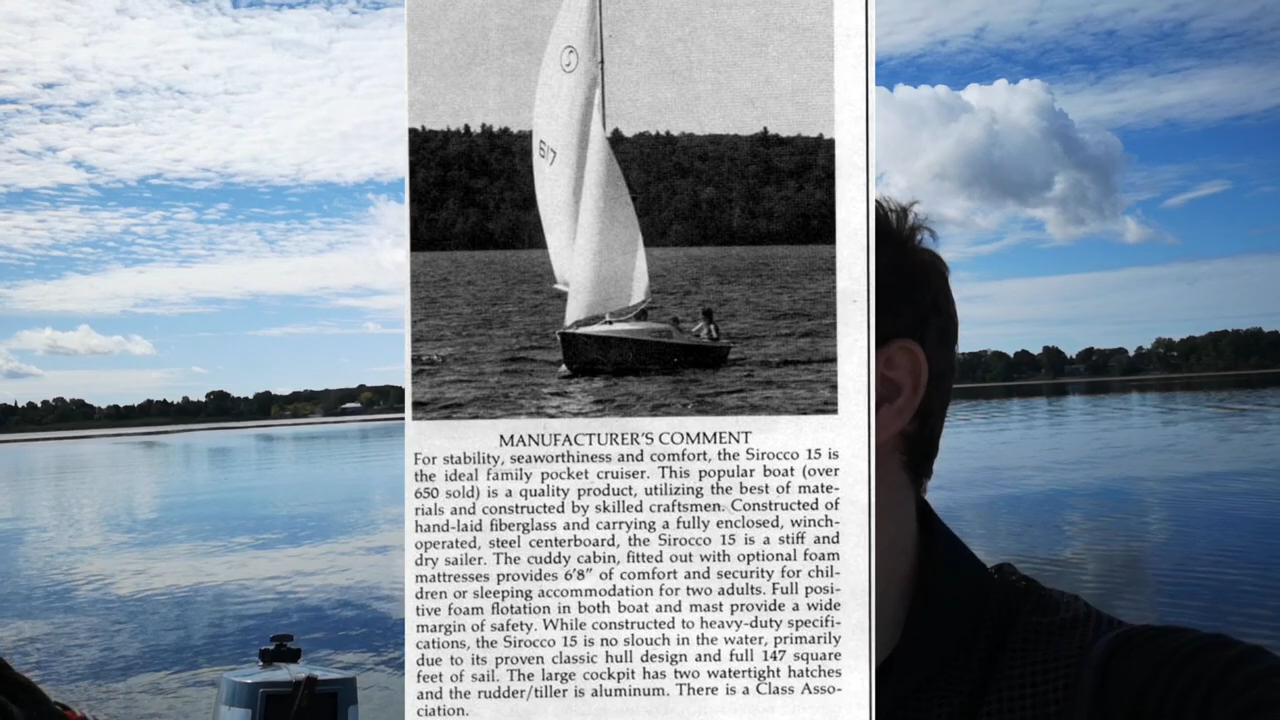 617
MANUFACTURER'S COMMENT
For stability, seaworthiness and comfort, the Sirocco 15 is
the ideal family pocket cruiser. This popular boat (over
650 sold) is a quality product, utilizing the best of mate-
rials and constructed by skilled craftsmen. Constructed of
hand-laid fiberglass and carrying a fully enclosed, winch-
operated, steel centerboard, the Sirocco 15 is a stiff and
dry sailer. The cuddy cabin, fitted out with optional foam
mattresses provides 6'8" of comfort and security for chil-
dren or sleeping accommodation for two adults. Full posi-
tive foam flotation in both boat and mast provide a wide
margin of safety. While constructed to heavy-duty specifi-
cations, the Sirocco 15 is no slouch in the water, primarily
due to its proven classic hull design and full 147 square
feet of sail. The large cockpit has two watertight hatches
and the rudder/tiller is aluminum. There is a Class Asso-
ciation.